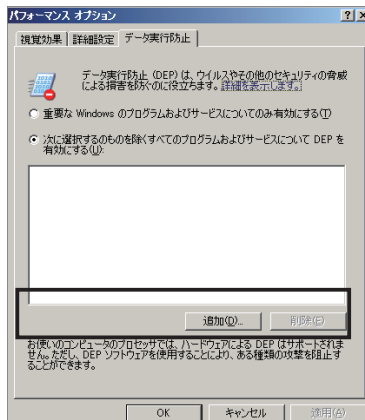 パフォーマンス オプション
視覚効果 詳細設定 データ実行防止
データ実行防止 (DEP) は、ウイルスやその他のセキュリティの脅威
による損害を防ぐのに役立ちます。詳細を表示します。
重要な Windows のプログラムおよびサービスについてのみ有効にする(T)
次に選択するのものを除くすべてのプログラムおよびサービスについて DEP を
有効にする(U):
追加(D)... 削除(E)
お使いのコンピュータのプロセッサでは、ハードウェアによる DEP はサポートされま
せん。ただし、DEP ソフトウェアを使用することにより、ある種類の攻撃を阻止す
ることができます。
OK キャンセル 適用(A)